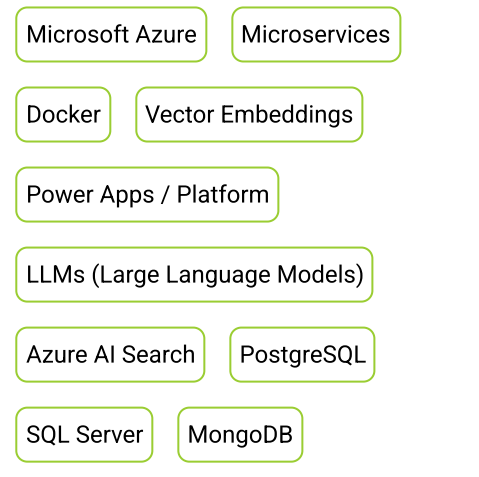 Microsoft Azure Microservices
Docker Vector Embeddings
Power Apps / Platform
LLMs (Large Language Models)
Azure AI Search PostgreSQL
SQL Server MongoDB